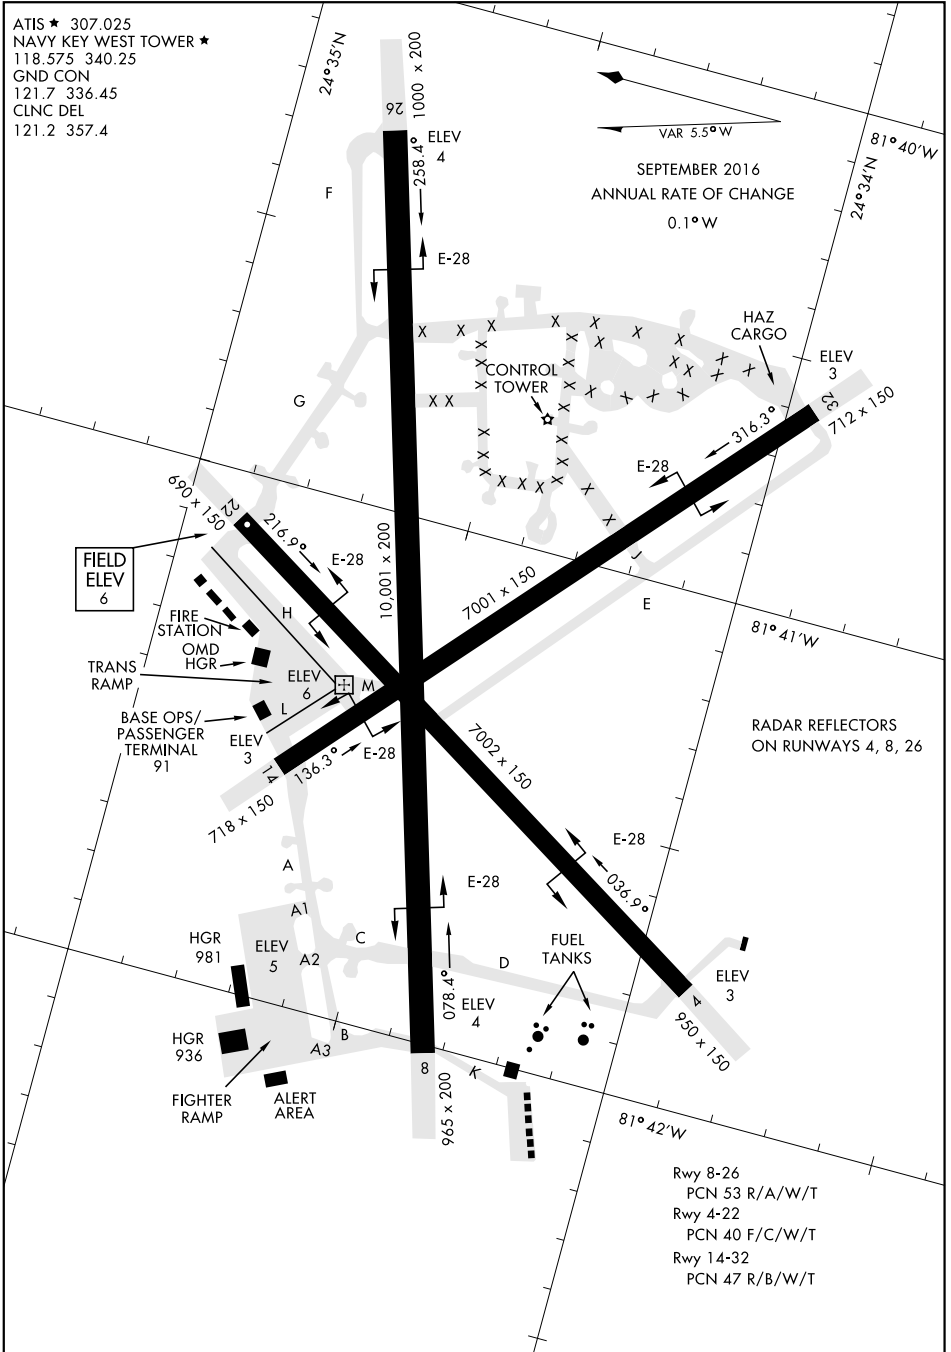 ATIS ★ 307.025
NAVY KEY WEST TOWER ★
118.575 340.25
GND CON
121.7 336.45
CLNC DEL
121.2 357.4
24°35'N
1000 x 200
26
ELEV
4
258.4°
VAR 5.5° W
81° 40'W
SEPTEMBER 2016
ANNUAL RATE OF CHANGE
0.1° W
24°34'N
F
E-28
X X X X X X X X
HAZ
CARGO
ELEV
3
CONTROL
TOWER
32
712 x 150
G
X X
316.3°
E-28
690 x 150
22
216.9°
E-28
10,001 x 200
7001 x 150
J
E
FIELD
ELEV
6
H
FIRE
STATION
OMD
HGR
81° 41'W
TRANS
RAMP
ELEV
6
M
L
BASE OPS/
PASSENGER
TERMINAL
91
ELEV
3
E-28
14
136.3°
718 x 150
7002 x 150
RADAR REFLECTORS
ON RUNWAYS 4, 8, 26
A
E-28
E-28
036.9°
A1
HGR
981
ELEV
5
A2
C
D
FUEL
TANKS
ELEV
3
4
950 x 150
078.4°
ELEV
4
HGR
936
A3
B
8
K
FIGHTER
RAMP
ALERT
AREA
965 x 200
81° 42'W
Rwy 8-26
PCN 53 R/A/W/T
Rwy 4-22
PCN 40 F/C/W/T
Rwy 14-32
PCN 47 R/B/W/T